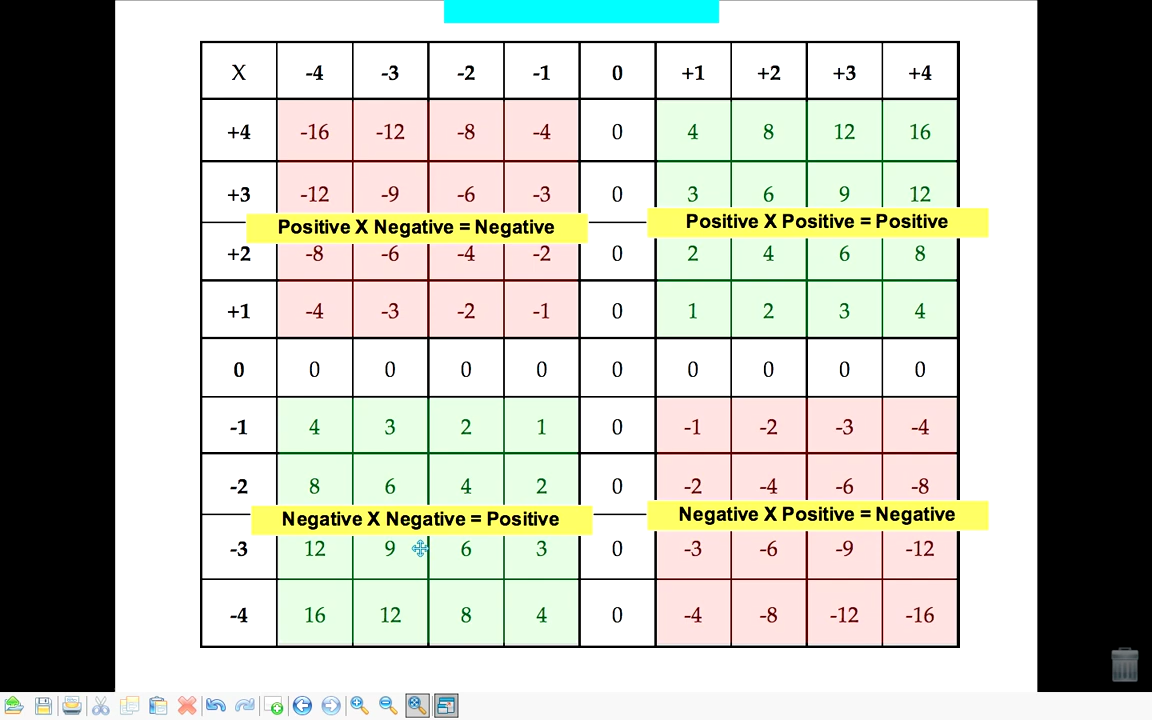 X -4 -3 -2 -1 0 +1 +2 +3 +4
+4 -16 -12 -8 -4 0 4 8 12 16
+3 -12 -9 -6 -3 0 3 6 9 12
Positive X Negative = Negative
Positive X Positive = Positive
+2 -8 -6 -4 -2 0 2 4 6 8
+1 -4 -3 -2 -1 0 1 2 3 4
0 0 0 0 0 0 0 0 0 0
-1 4 3 2 1 0 -1 -2 -3 -4
-2 8 6 4 2 0 -2 -4 -6 -8
Negative X Negative = Positive
Negative X Positive = Negative
-3 12 9 6 3 0 -3 -6 -9 -12
-4 16 12 8 4 0 -4 -8 -12 -16